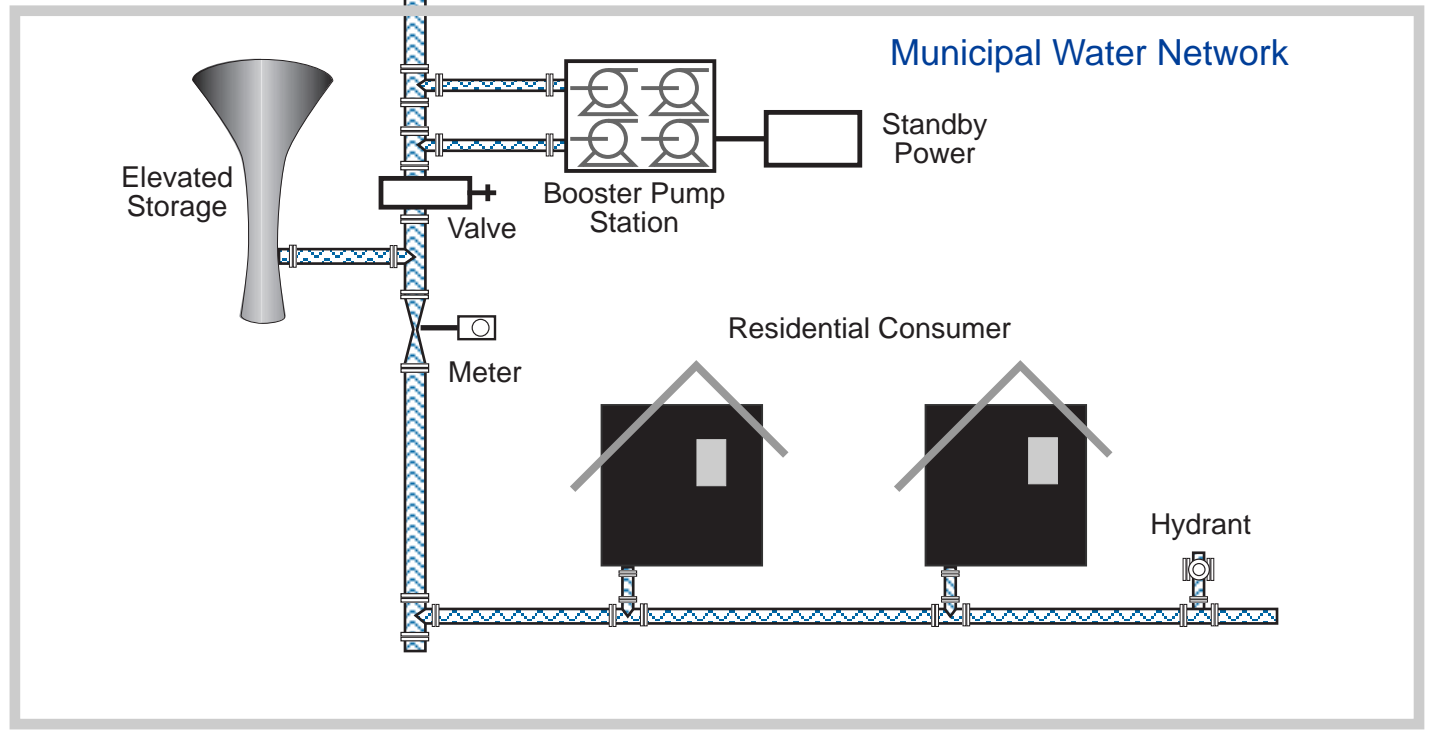 Municipal Water Network
Standby
Power
Elevated
Storage
Booster Pump
Station
Valve
Residential Consumer
Meter
Hydrant